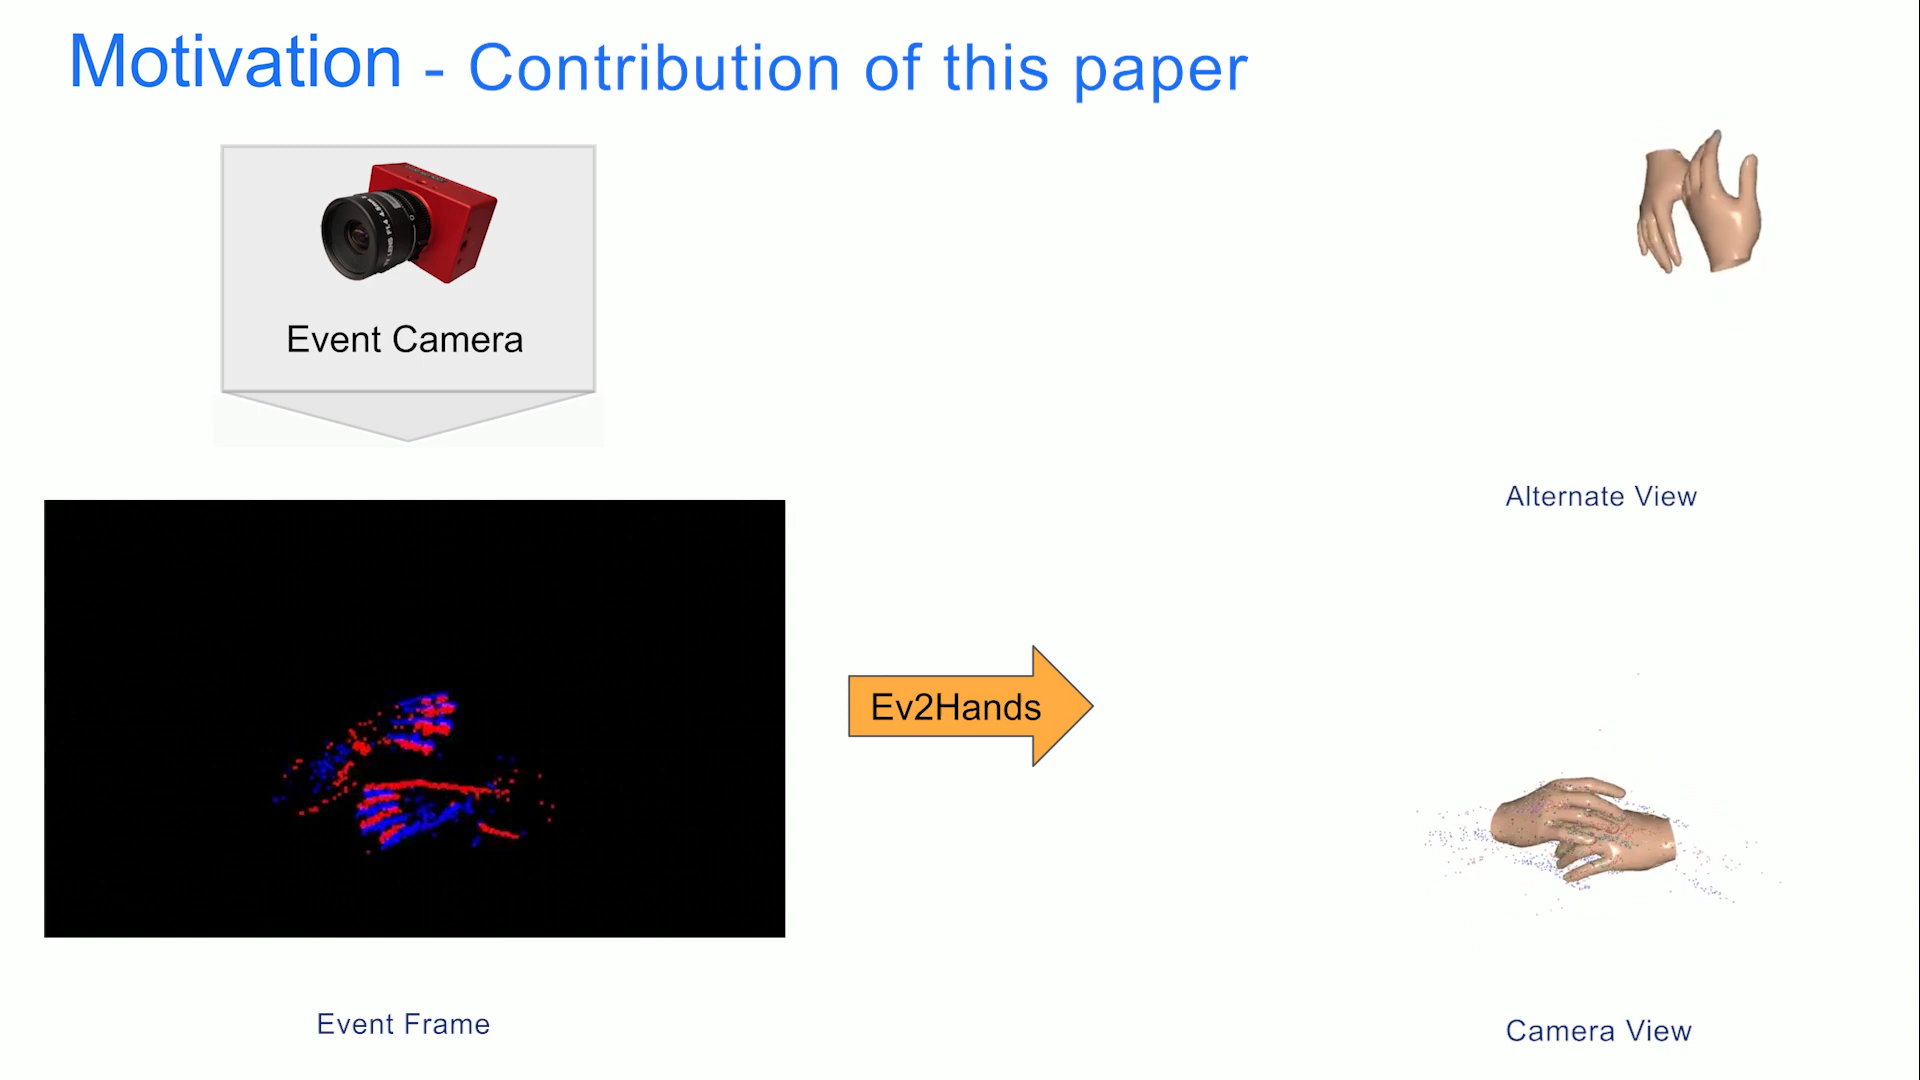 Motivation - Contribution of this paper
Event Camera
Alternate View
Ev2Hands
Event Frame
Camera View